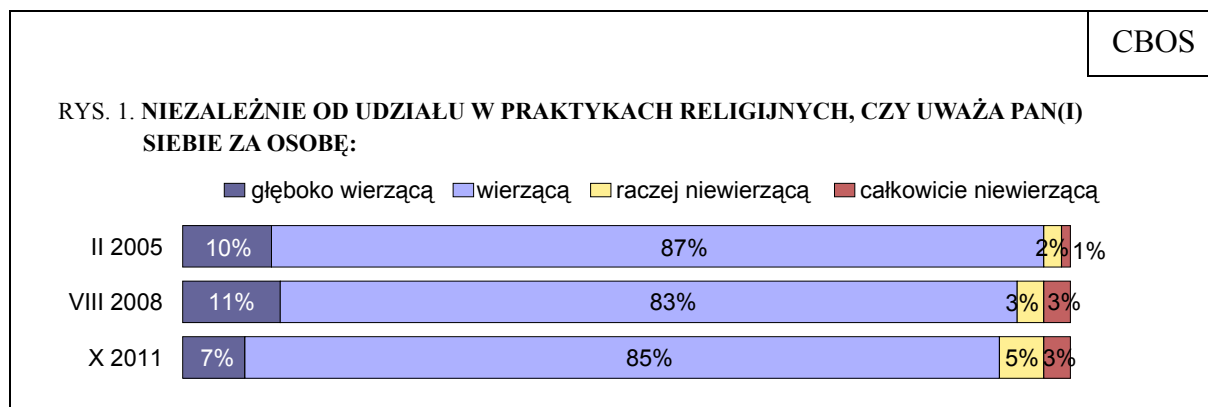 CBOS
RYS. 1. NIEZALEŻNIE OD UDZIAŁU W PRAKTYKACH RELIGIJNYCH, CZY UWAŻA PAN(I)
SIEBIE ZA OSOBĘ:
głęboko wierzącą wierzącą raczej niewierzącą całkowicie niewierzącą
II 2005 10% 87% 2% 1%
VIII 2008 11% 83% 3% 3%
X 2011 7% 85% 5% 3%